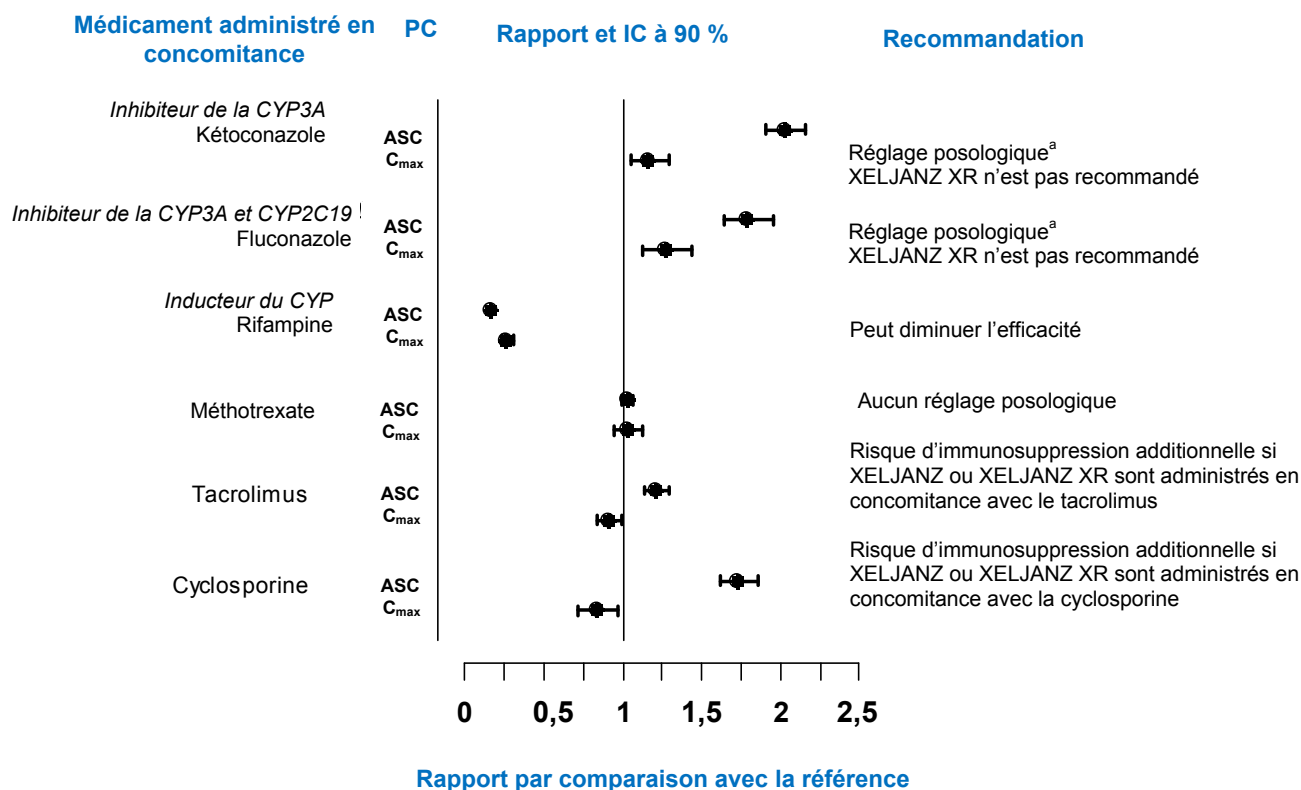 Médicament administré en concomitance
PC
Rapport et IC à 90 %
Recommandation
Inhibiteur de la CYP3A
Kétoconazole
ASC
Cmax
Réglage posologiqueᵃ
XELJANZ XR n’est pas recommandé
Inhibiteur de la CYP3A et CYP2C19
Fluconazole
ASC
Cmax
Réglage posologiqueᵃ
XELJANZ XR n’est pas recommandé
Inducteur du CYP
Rifampine
ASC
Cmax
Peut diminuer l’efficacité
Méthotrexate
ASC
Cmax
Aucun réglage posologique
Tacrolimus
ASC
Cmax
Risque d’immunosuppression additionnelle si
XELJANZ ou XELJANZ XR sont administrés en
concomitance avec le tacrolimus
Cyclosporine
ASC
Cmax
Risque d’immunosuppression additionnelle si
XELJANZ ou XELJANZ XR sont administrés en
concomitance avec la cyclosporine
0 0,5 1 1,5 2 2,5
Rapport par comparaison avec la référence